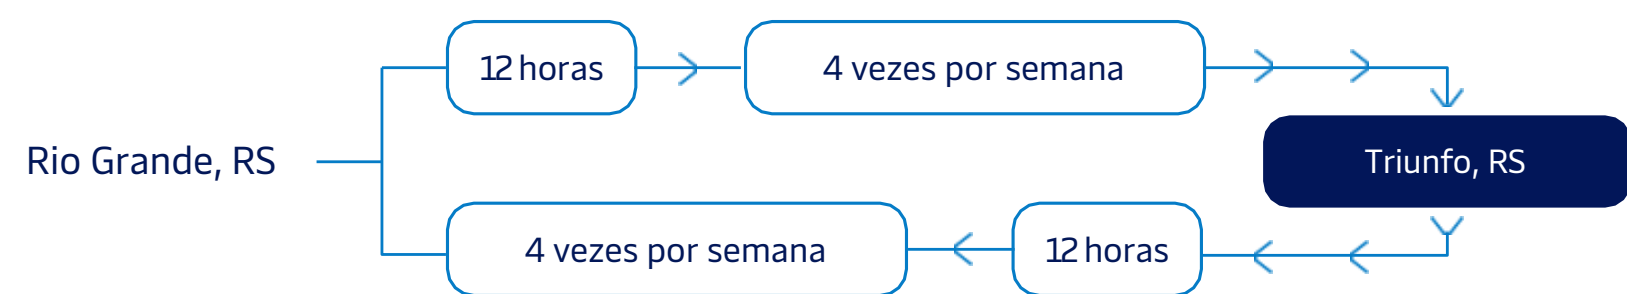 12 horas
4 vezes por semana
Rio Grande, RS
Triunfo, RS
4 vezes por semana
12 horas